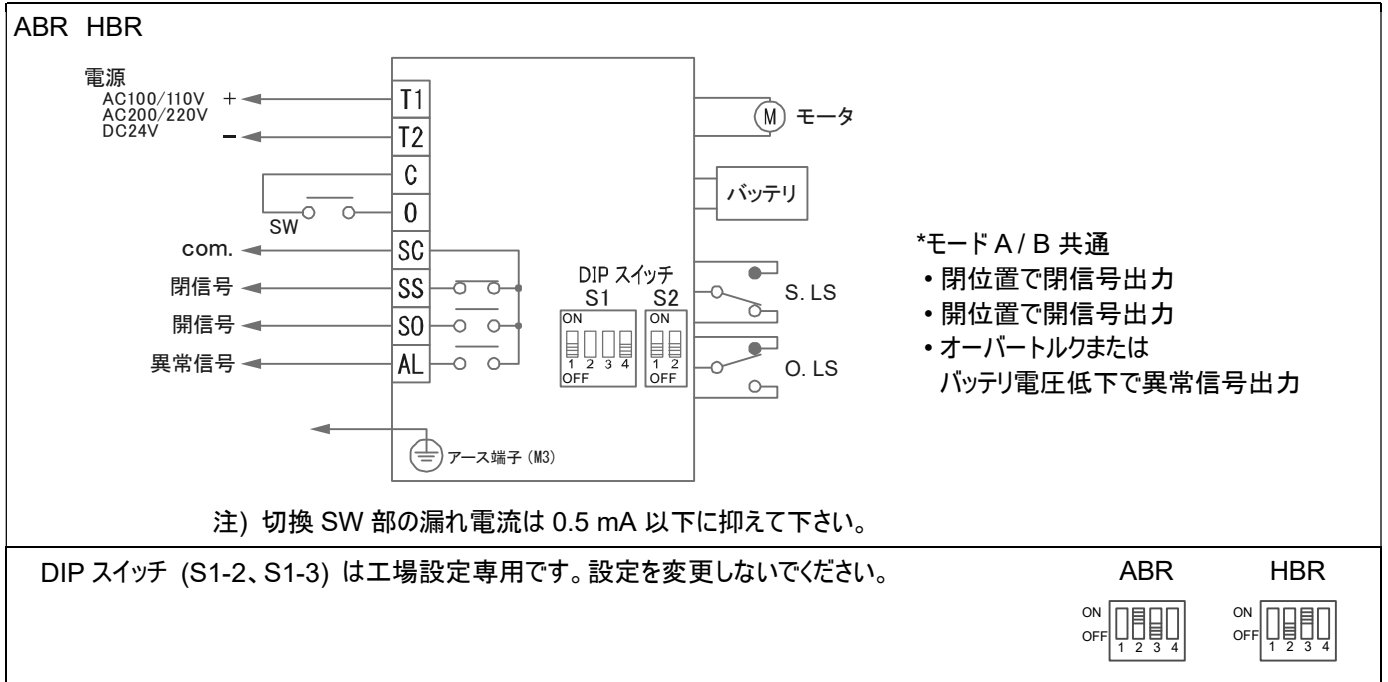 ABR HBR
電源
AC100/110V +
AC200/220V
DC24V −
T1
T2
C
O
SW
com. SC
閉信号 SS
開信号 SO
異常信号 AL
アース端子 (M3)
M モータ
バッテリ
DIP スイッチ
S1 S2
ON ON
1 2 3 4 1 2
OFF OFF
S. LS
O. LS
*モード A / B 共通
・閉位置で閉信号出力
・開位置で開信号出力
・オーバートルクまたは
バッテリ電圧低下で異常信号出力
注) 切換 SW 部の漏れ電流は 0.5 mA 以下に抑えて下さい。
DIP スイッチ (S1-2、S1-3) は工場設定専用です。設定を変更しないでください。
ABR HBR
ON ON
OFF OFF
1 2 3 4 1 2 3 4